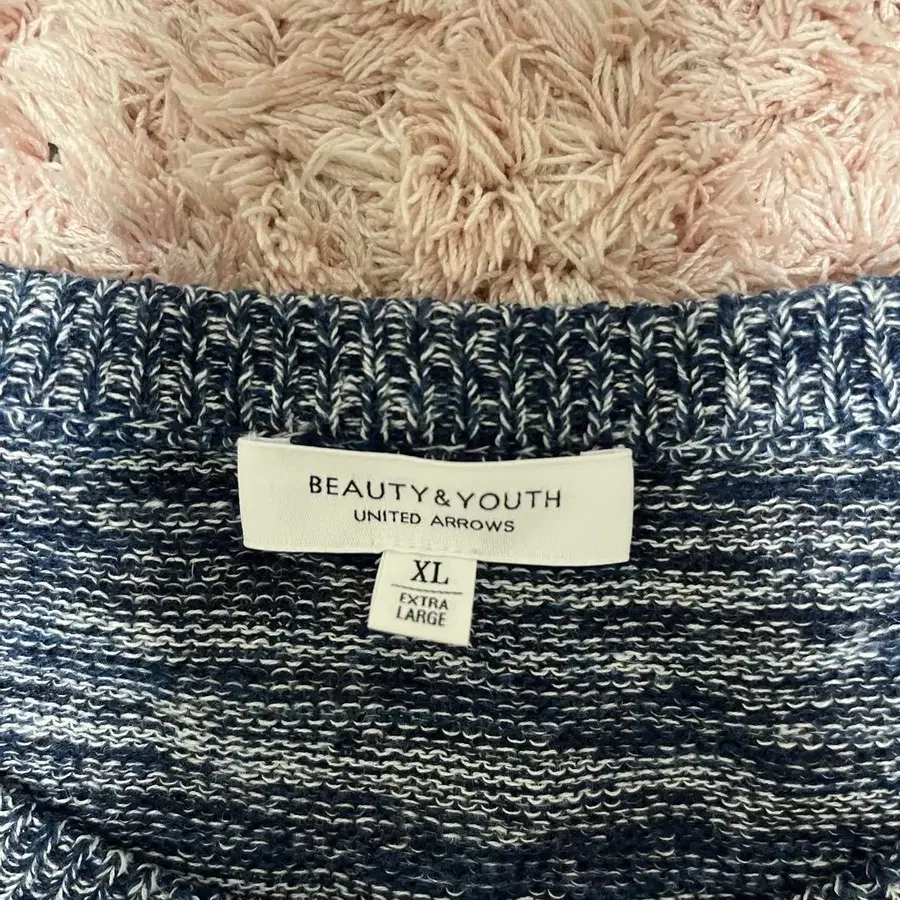 BEAUTY & YOUTH
UNITED ARROWS
XL
EXTRA
LARGE